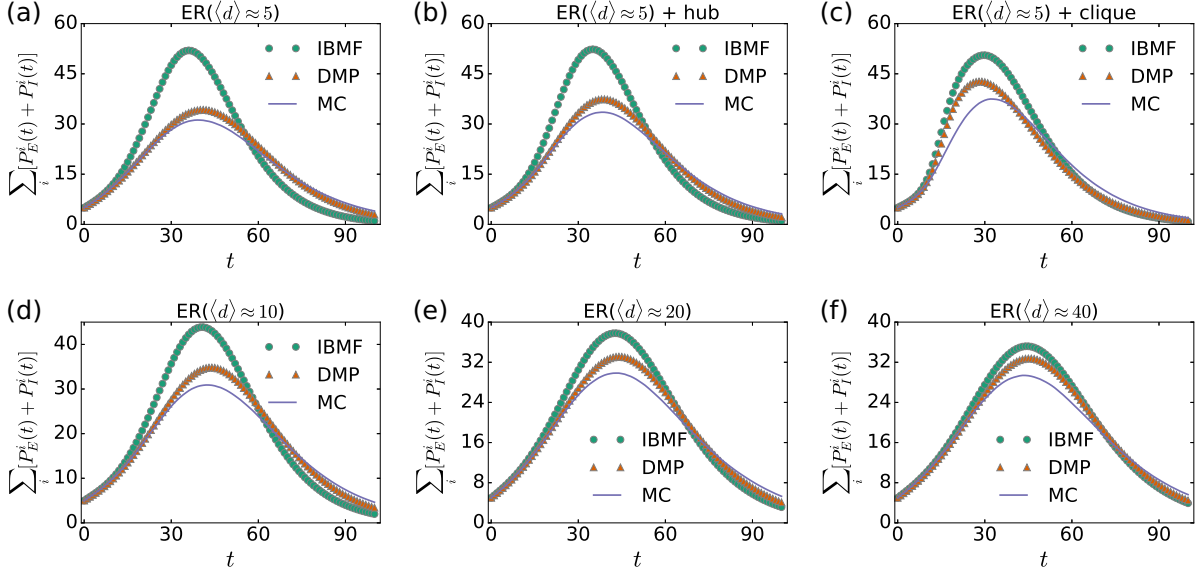 (a)
ER(⟨d⟩ ≈ 5)
∑_i [P_E^i(t) + P_I^i(t)]
60
45
30
15
0
IBMF
DMP
MC
0 30 60 90
t
(b)
ER(⟨d⟩ ≈ 5) + hub
∑_i [P_E^i(t) + P_I^i(t)]
60
45
30
15
0
IBMF
DMP
MC
0 30 60 90
t
(c)
ER(⟨d⟩ ≈ 5) + clique
∑_i [P_E^i(t) + P_I^i(t)]
60
45
30
15
0
IBMF
DMP
MC
0 30 60 90
t
(d)
ER(⟨d⟩ ≈ 10)
∑_i [P_E^i(t) + P_I^i(t)]
40
30
20
10
0
IBMF
DMP
MC
0 30 60 90
t
(e)
ER(⟨d⟩ ≈ 20)
∑_i [P_E^i(t) + P_I^i(t)]
40
32
24
16
8
0
IBMF
DMP
MC
0 30 60 90
t
(f)
ER(⟨d⟩ ≈ 40)
∑_i [P_E^i(t) + P_I^i(t)]
40
32
24
16
8
0
IBMF
DMP
MC
0 30 60 90
t